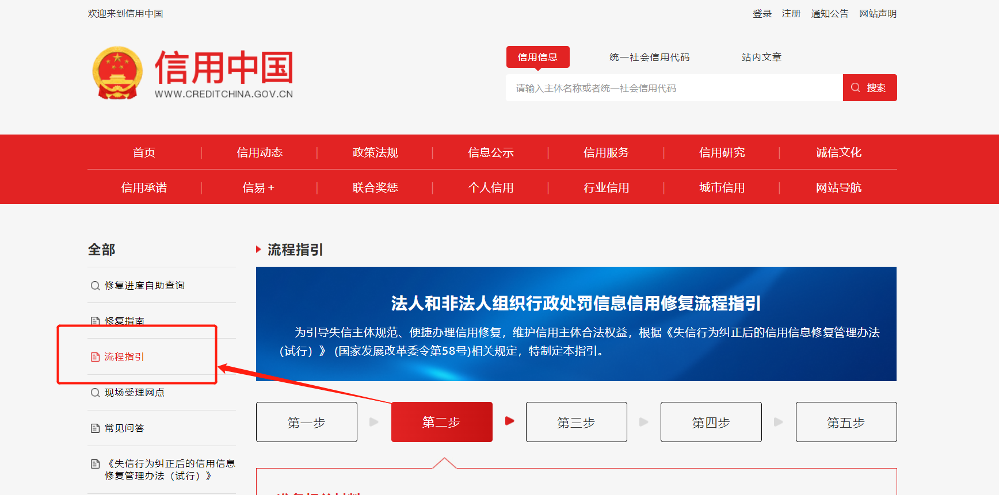 欢迎来到信用中国
登录 注册 通知公告 网站声明
信用中国
WWW.CREDITCHINA.GOV.CN
信用信息 统一社会信用代码 站内文章
请输入主体名称或者统一社会信用代码
搜索
首页 信用动态 政策法规 信息公示 信用服务 信用研究 诚信文化
信用承诺 信易+ 联合奖惩 个人信用 行业信用 城市信用 网站导航
全部
修复进度自助查询
修复指南
流程指引
现场受理网点
常见问答
《失信行为纠正后的信用信息
修复管理办法（试行）》
流程指引
法人和非法人组织行政处罚信息信用修复流程指引
为引导失信主体规范、便捷办理信用修复，维护信用主体合法权益，根据《失信行为纠正后的信用信息修复管理办法
（试行）》 (国家发展改革委令第58号)相关规定，特制定本指引。
第一步 第二步 第三步 第四步 第五步